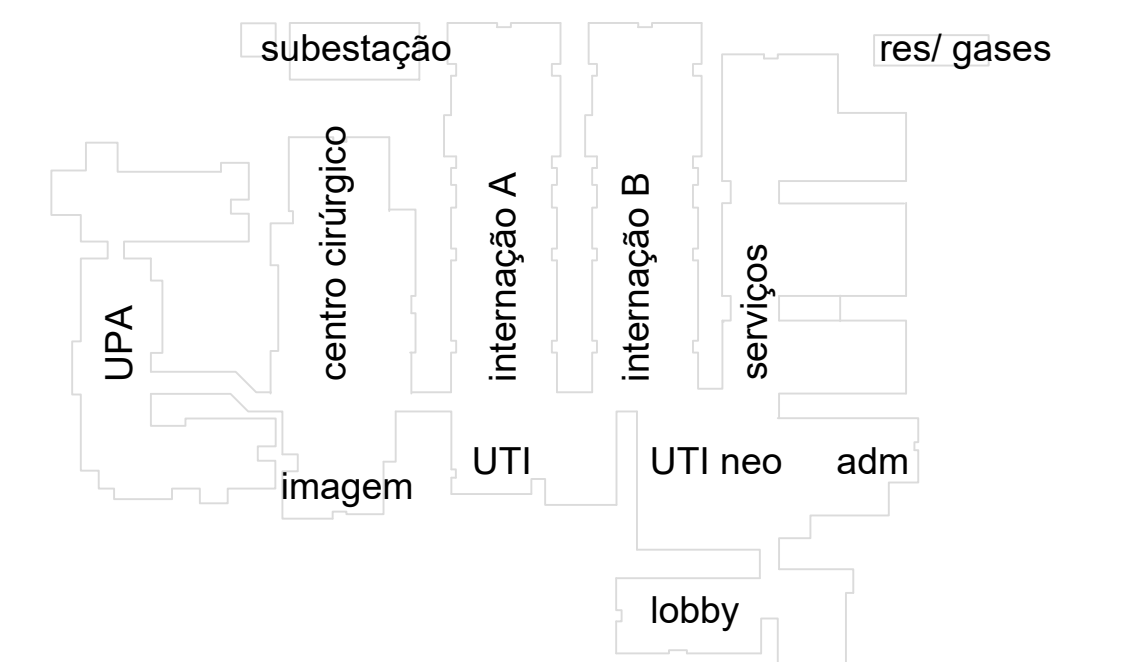 subestação
res/ gases
centro cirúrgico
internação A
internação B
serviços
UPA
UTI
UTI neo
adm
imagem
lobby